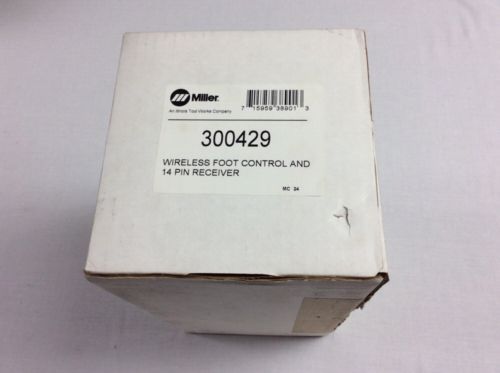 Miller.
An Illinois Tool Works Company
7 15959 38901 3
300429
WIRELESS FOOT CONTROL AND
14 PIN RECEIVER
MC 34